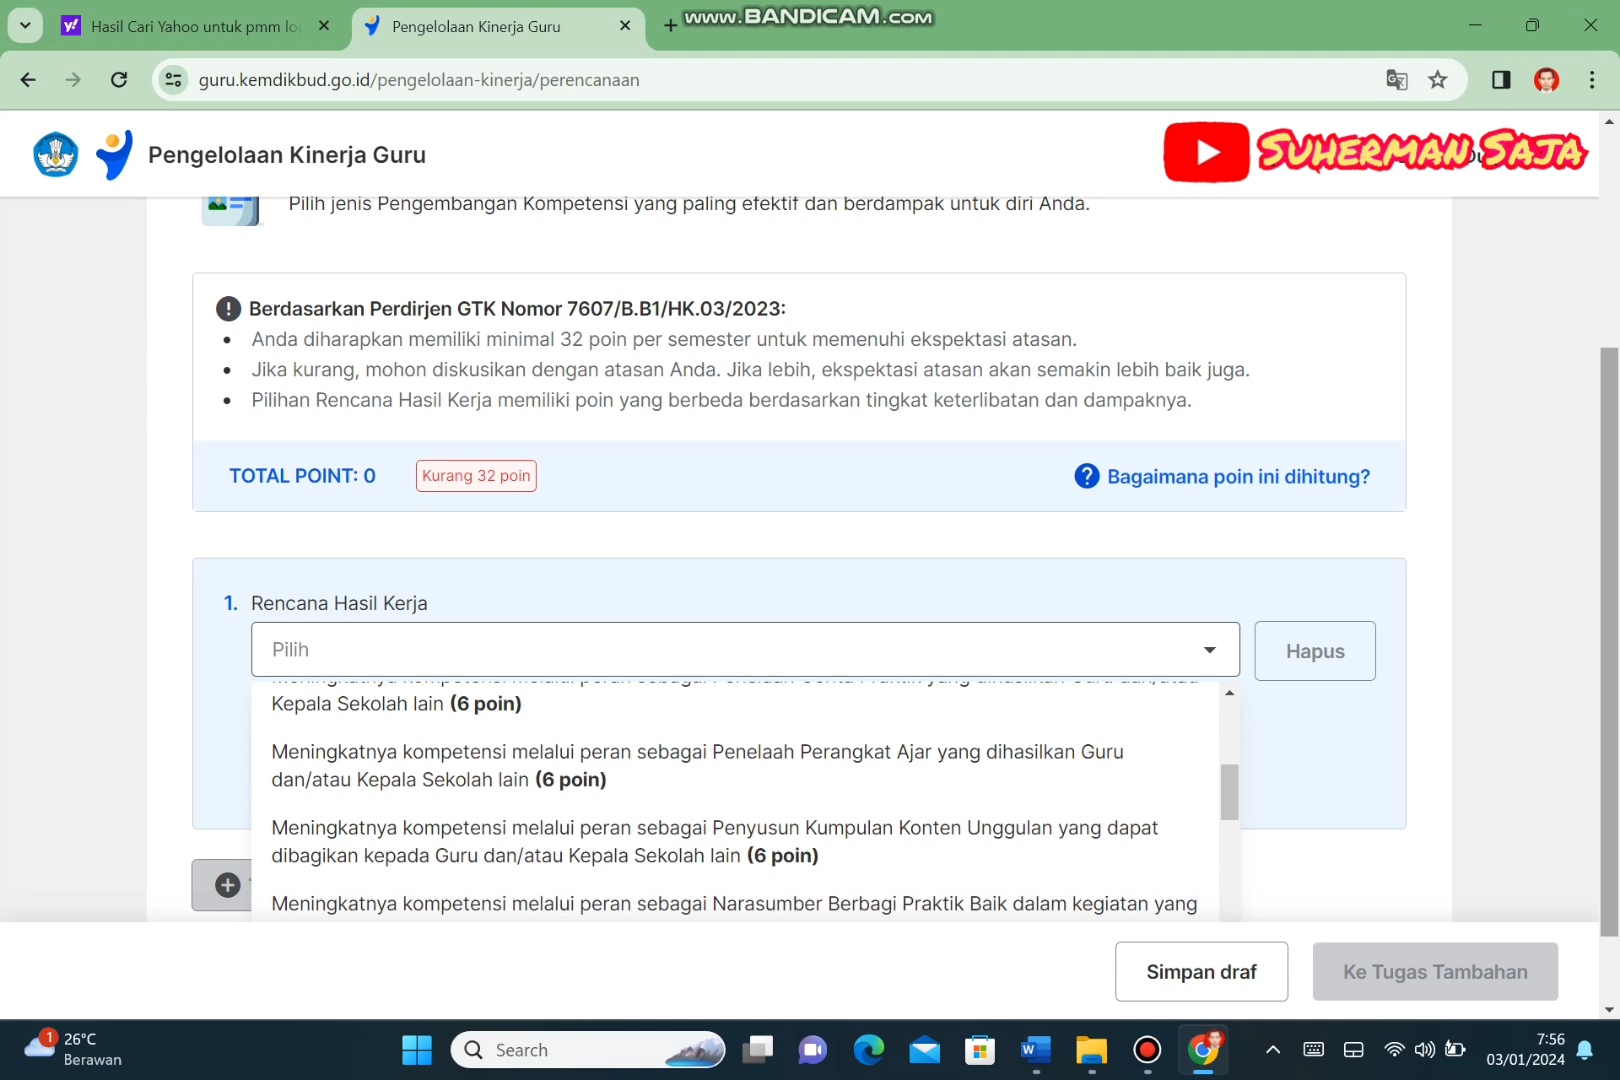 Hasil Cari Yahoo untuk pmm lo
Pengelolaan Kinerja Guru
www.BANDICAM.com
guru.kemdikbud.go.id/pengelolaan-kinerja/perencanaan
Pengelolaan Kinerja Guru
SUHERMAN SAJA
Pilih jenis Pengembangan Kompetensi yang paling efektif dan berdampak untuk diri Anda.
Berdasarkan Perdirjen GTK Nomor 7607/B.B1/HK.03/2023:
• Anda diharapkan memiliki minimal 32 poin per semester untuk memenuhi ekspektasi atasan.
• Jika kurang, mohon diskusikan dengan atasan Anda. Jika lebih, ekspektasi atasan akan semakin lebih baik juga.
• Pilihan Rencana Hasil Kerja memiliki poin yang berbeda berdasarkan tingkat keterlibatan dan dampaknya.
TOTAL POINT: 0
Kurang 32 poin
Bagaimana poin ini dihitung?
1. Rencana Hasil Kerja
Pilih
Hapus
Kepala Sekolah lain (6 poin)
Meningkatnya kompetensi melalui peran sebagai Penelaah Perangkat Ajar yang dihasilkan Guru
dan/atau Kepala Sekolah lain (6 poin)
Meningkatnya kompetensi melalui peran sebagai Penyusun Kumpulan Konten Unggulan yang dapat
dibagikan kepada Guru dan/atau Kepala Sekolah lain (6 poin)
Meningkatnya kompetensi melalui peran sebagai Narasumber Berbagi Praktik Baik dalam kegiatan yang
Simpan draf
Ke Tugas Tambahan
1
26°C
Berawan
Search
7:56
03/01/2024